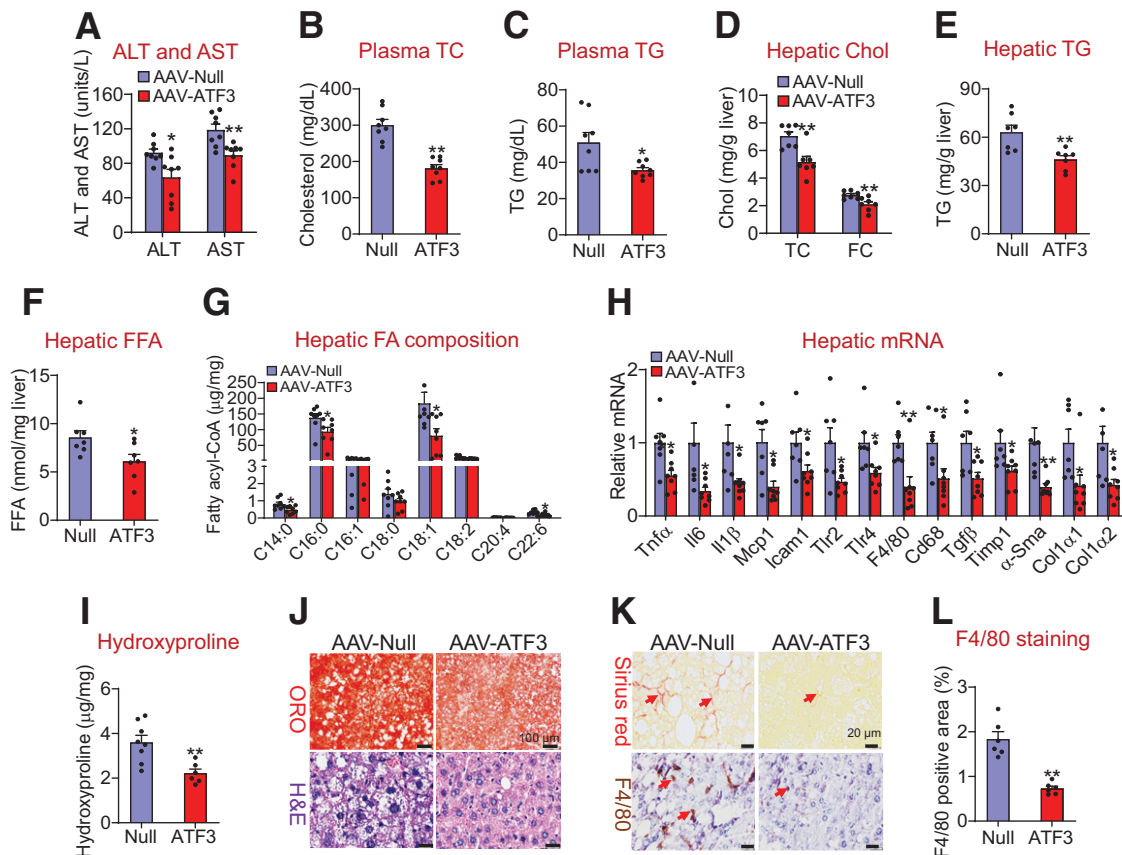 A
ALT and AST
AAV-Null
AAV-ATF3
ALT and AST (units/L)
160
120
80
40
0
*
**
ALT
AST
B
Plasma TC
Cholesterol (mg/dL)
400
300
200
100
0
**
Null
ATF3
C
Plasma TG
TG (mg/dL)
80
60
40
20
0
*
Null
ATF3
D
Hepatic Chol
AAV-Null
AAV-ATF3
Chol (mg/g liver)
10
8
6
4
2
0
**
**
TC
FC
E
Hepatic TG
TG (mg/g liver)
90
60
30
0
**
Null
ATF3
F
Hepatic FFA
FFA (nmol/mg liver)
15
10
5
0
*
Null
ATF3
G
Hepatic FA composition
AAV-Null
AAV-ATF3
Fatty acyl-CoA (µg/mg)
250
200
150
100
50
3
2
1
0
*
*
*
*
C14:0
C16:0
C16:1
C18:0
C18:1
C18:2
C20:4
C22:6
H
Hepatic mRNA
AAV-Null
AAV-ATF3
Relative mRNA
2
1
0
*
*
*
*
*
*
*
**
*
*
*
**
*
*
Tnfα
Il6
Il1β
Mcp1
Icam1
Tlr2
Tlr4
F4/80
Cd68
Tgfβ
Timp1
α-Sma
Col1α1
Col1α2
I
Hydroxyproline
Hydroxyproline (µg/mg)
6
4
2
0
**
Null
ATF3
J
AAV-Null
AAV-ATF3
ORO
100 µm
H&E
K
AAV-Null
AAV-ATF3
Sirius red
20 µm
F4/80
L
F4/80 staining
F4/80 positive area (%)
3
2
1
0
**
Null
ATF3